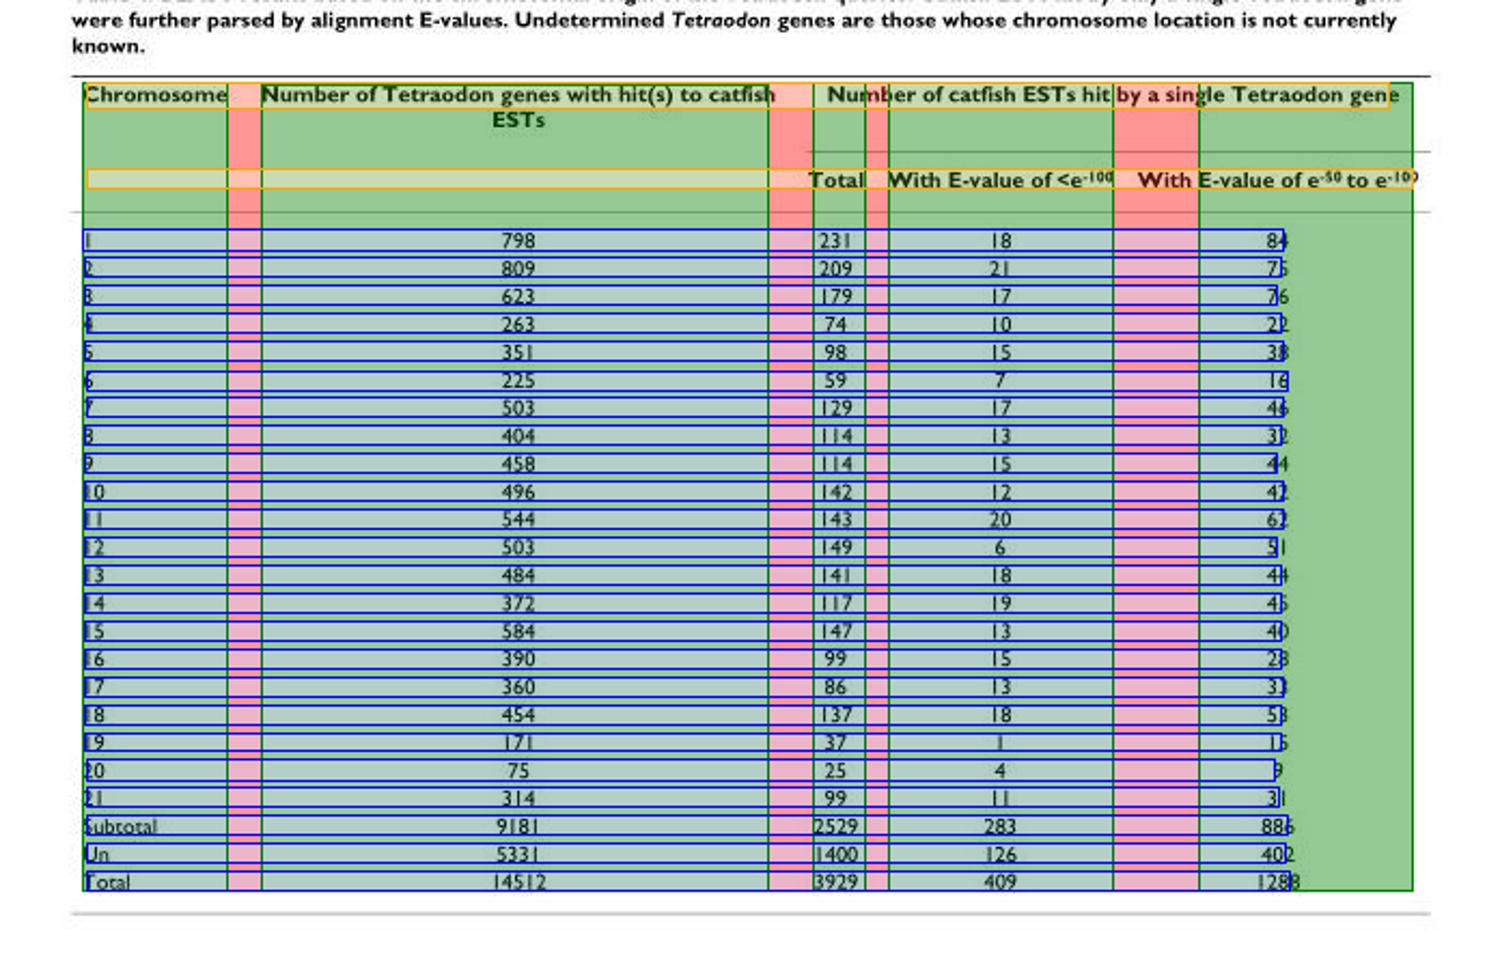 were further parsed by alignment E-values. Undetermined Tetraodon genes are those whose chromosome location is not currently
known.
Chromosome Number of Tetraodon genes with hit(s) to catfish Number of catfish ESTs hit by a single Tetraodon gene
ESTs
Total With E-value of <e-100 With E-value of e-50 to e-100
1 798 231 18 84
2 809 209 21 75
3 623 179 17 76
4 263 74 10 22
5 351 98 15 38
6 225 59 7 16
7 503 129 17 46
8 404 114 13 32
9 458 114 15 44
10 496 142 12 42
11 544 143 20 62
12 503 149 6 51
13 484 141 18 44
14 372 117 19 45
15 584 147 13 40
16 390 99 15 28
17 360 86 13 33
18 454 137 18 53
19 171 37 1 15
20 75 25 4 9
21 314 99 11 31
Subtotal 9181 2529 283 886
Un 5331 1400 126 402
Total 14512 3929 409 1288